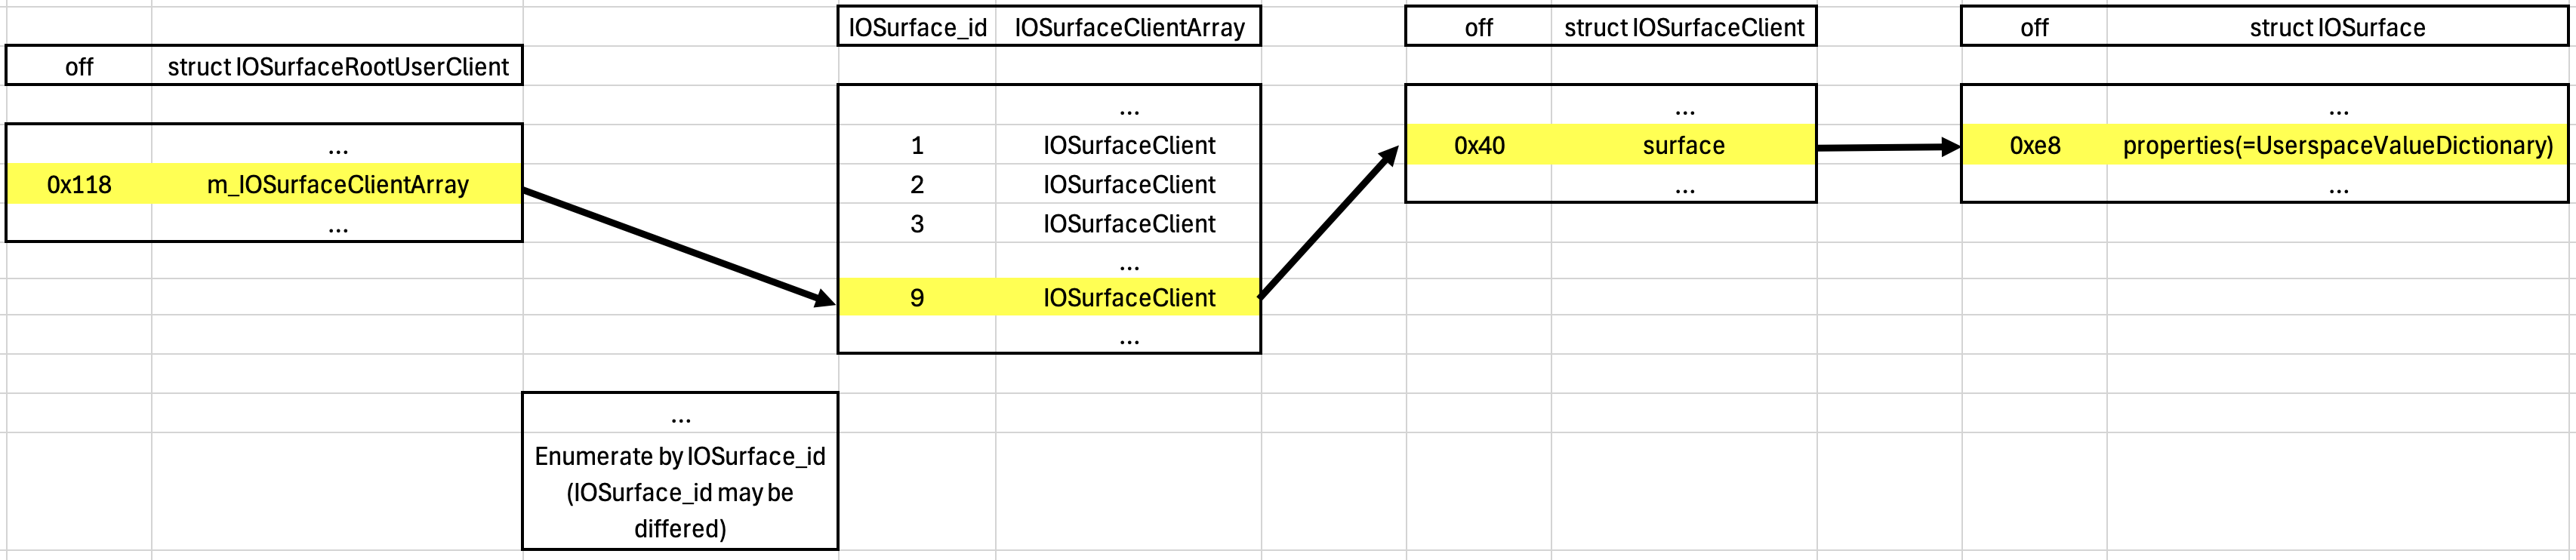 off struct IOSurfaceRootUserClient
...
0x118 m_IOSurfaceClientArray
...
IOSurface_id IOSurfaceClientArray
...
1 IOSurfaceClient
2 IOSurfaceClient
3 IOSurfaceClient
...
9 IOSurfaceClient
...
...
Enumerate by IOSurface_id
(IOSurface_id may be
differed)
off struct IOSurfaceClient
...
0x40 surface
...
off struct IOSurface
...
0xe8 properties(=UserspaceValueDictionary)
...